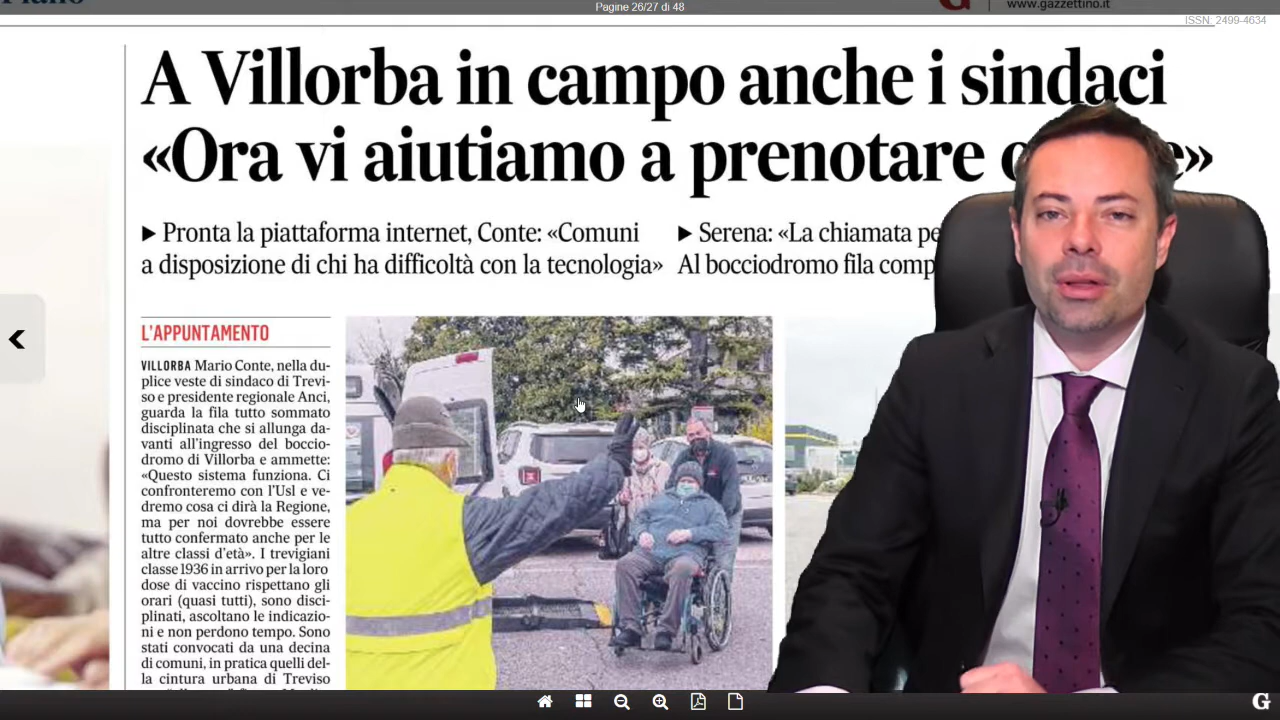 Pagine 26/27 di 48
www.gazzettino.it
ISSN: 2499-4634
A Villorba in campo anche i sindaci
«Ora vi aiutiamo a prenotare
▶ Pronta la piattaforma internet, Conte: «Comuni
a disposizione di chi ha difficoltà con la tecnologia»
▶ Serena: «La chiamata
Al bocciodromo fila
L'APPUNTAMENTO
VILLORBA Mario Conte, nella du-
plice veste di sindaco di Trevi-
so e presidente regionale Anci,
guarda la fila tutto sommato
disciplinata che si allunga da-
vanti all'ingresso del boccio-
dromo di Villorba e ammette:
«Questo sistema funziona. Ci
confronteremo con l'Usl e ve-
dremo cosa ci dirà la Regione,
ma per noi dovrebbe essere
tutto confermato anche per le
altre classi d'età». I trevigiani
classe 1936 in arrivo per la loro
dose di vaccino rispettano gli
orari (quasi tutti), sono disci-
plinati, ascoltano le indicazio-
ni e non perdono tempo. Sono
stati convocati da una decina
di comuni, in pratica quelli del-
la cintura urbana di Treviso
G